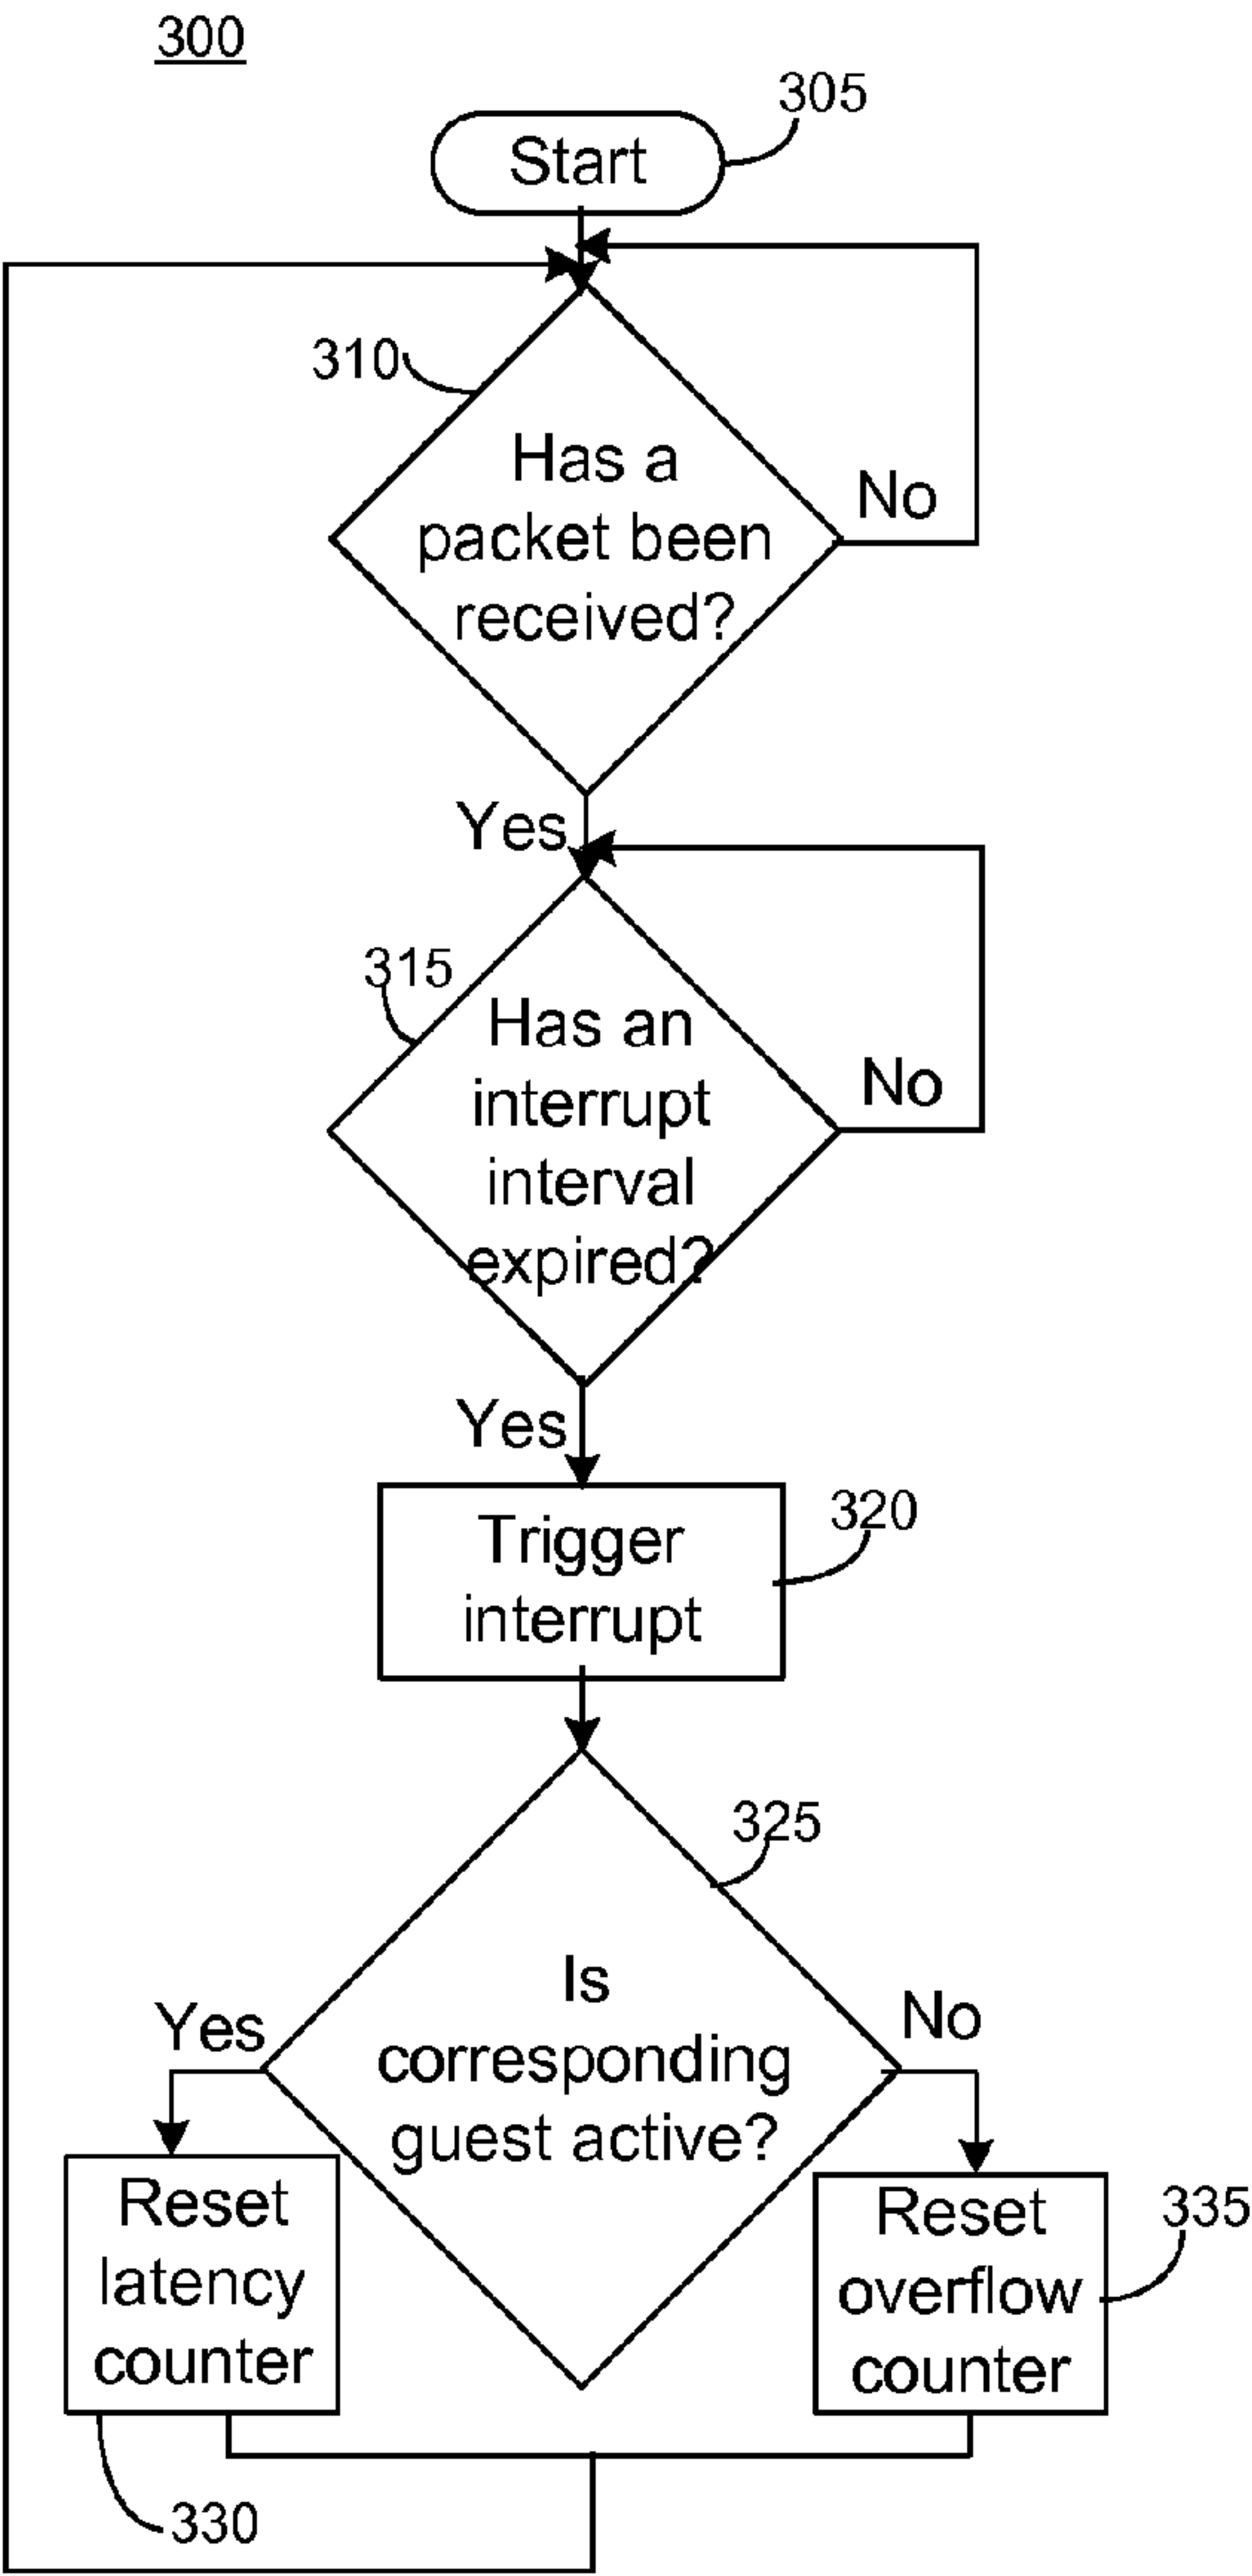 300
305
Start
310
Has a
packet been
received?
No
Yes
315
Has an
interrupt
interval
expired?
No
Yes
Trigger
interrupt
320
325
Is
corresponding
guest active?
Yes
No
Reset
latency
counter
Reset
overflow
counter
335
330